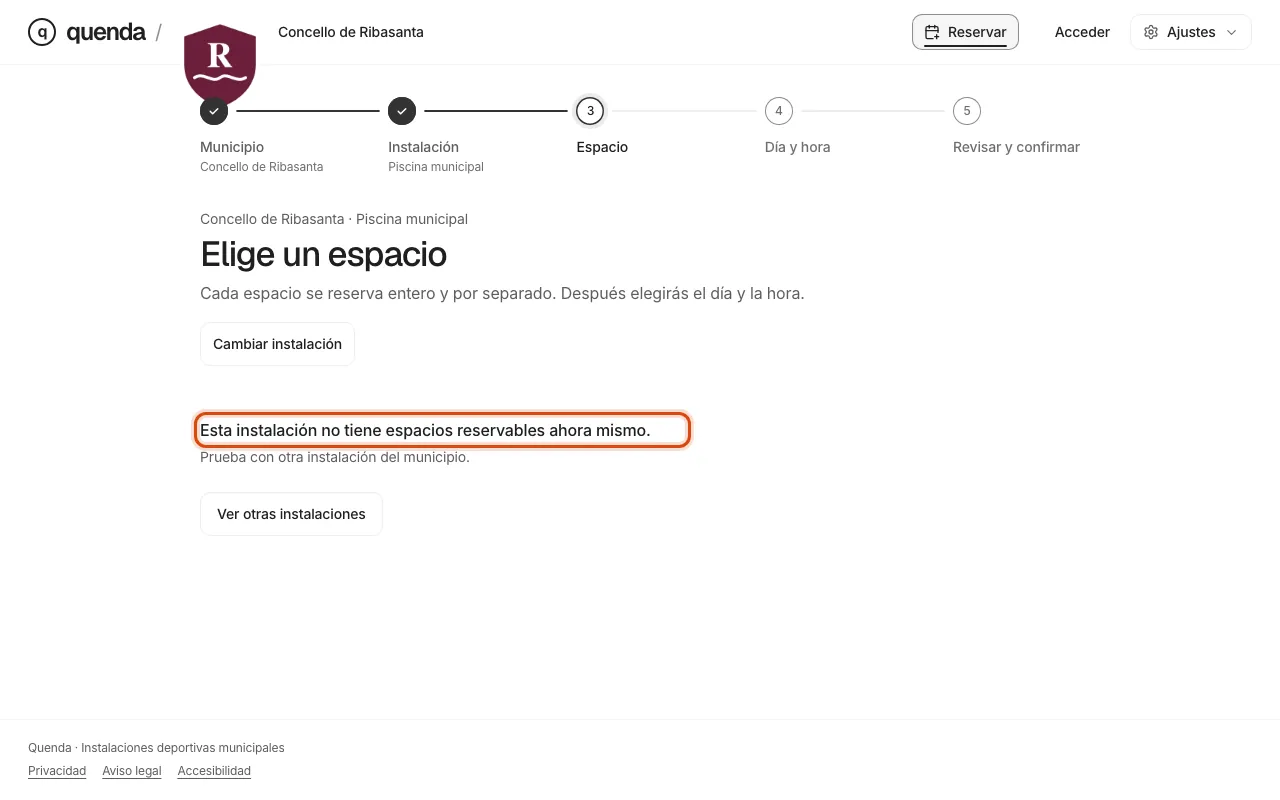 quenda /
R
Concello de Ribasanta
Reservar
Acceder
Ajustes
3
4
5
Municipio
Instalación
Espacio
Día y hora
Revisar y confirmar
Concello de Ribasanta
Piscina municipal
Concello de Ribasanta · Piscina municipal
Elige un espacio
Cada espacio se reserva entero y por separado. Después elegirás el día y la hora.
Cambiar instalación
Esta instalación no tiene espacios reservables ahora mismo.
Prueba con otra instalación del municipio.
Ver otras instalaciones
Quenda · Instalaciones deportivas municipales
Privacidad
Aviso legal
Accesibilidad